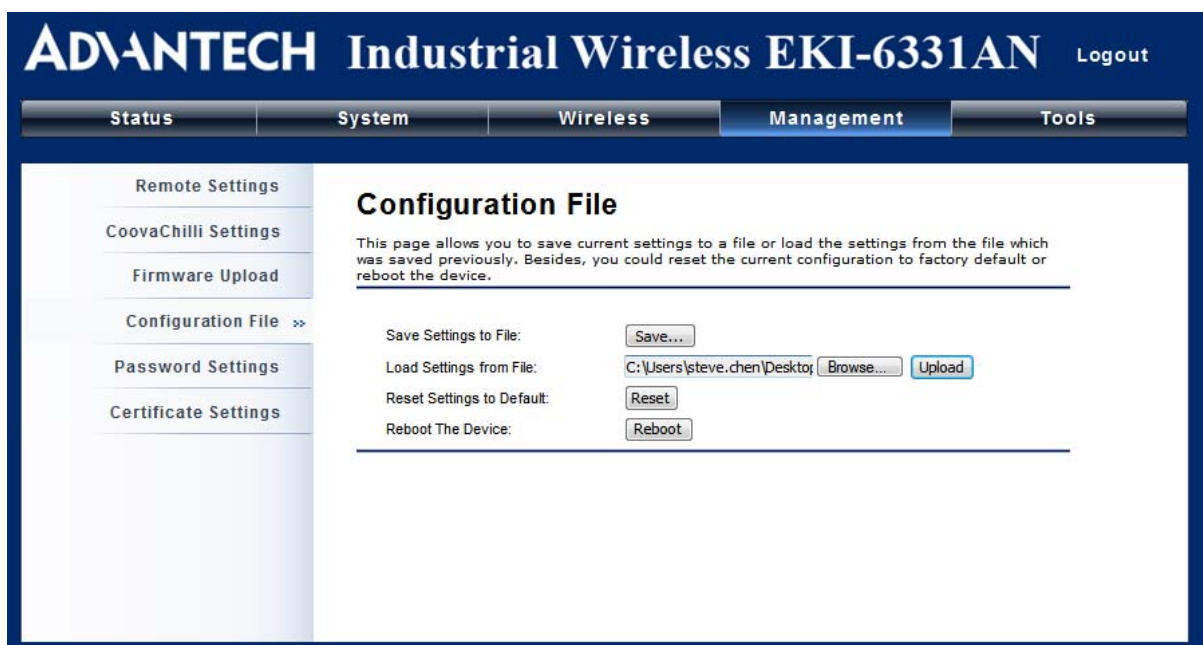 ADVANTECH Industrial Wireless EKI-6331AN Logout
Status System Wireless Management Tools
Remote Settings
CoovaChilli Settings
Firmware Upload
Configuration File »
Password Settings
Certificate Settings
Configuration File
This page allows you to save current settings to a file or load the settings from the file which
was saved previously. Besides, you could reset the current configuration to factory default or
reboot the device.
Save Settings to File: Save...
Load Settings from File: C:\Users\steve.chen\Desktop Browse... Upload
Reset Settings to Default: Reset
Reboot The Device: Reboot